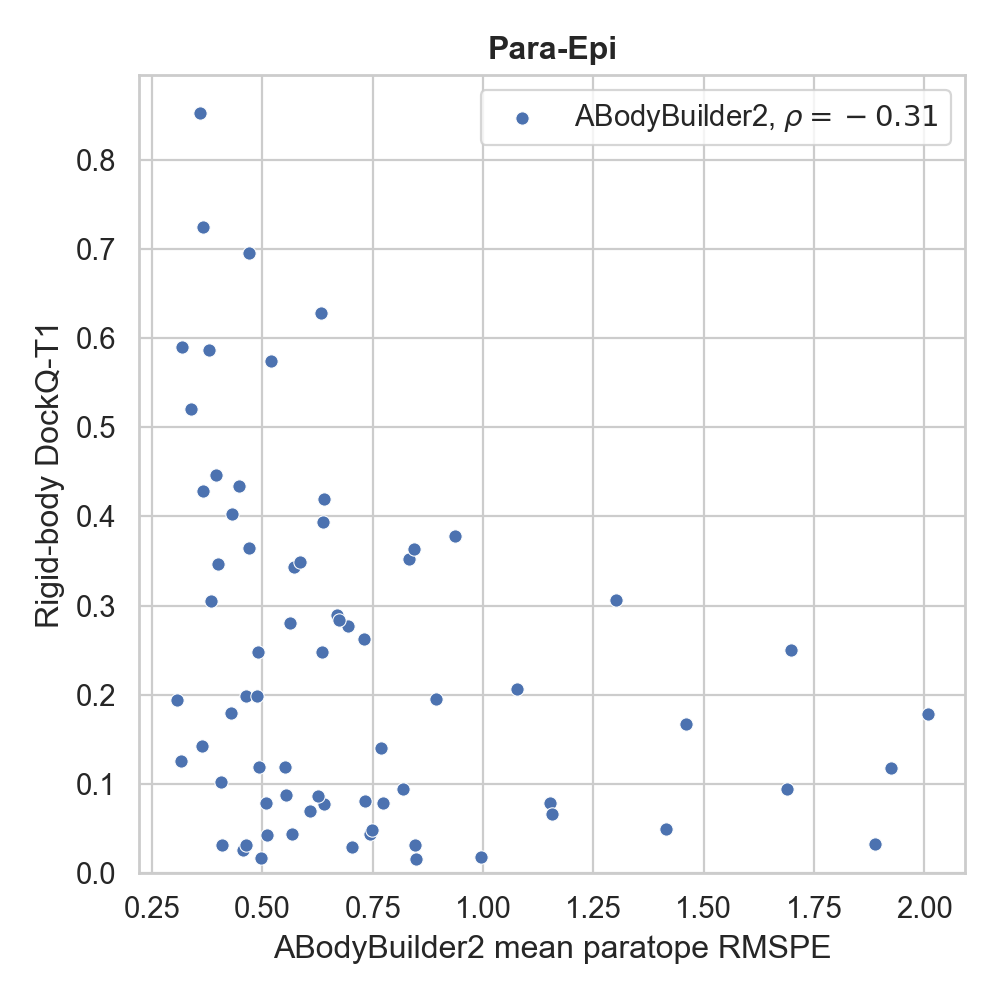 Para-Epi
ABodyBuilder2, ρ = − 0.31
Rigid-body DockQ-T1
0.8
0.7
0.6
0.5
0.4
0.3
0.2
0.1
0.0
0.25 0.50 0.75 1.00 1.25 1.50 1.75 2.00
ABodyBuilder2 mean paratope RMSPE